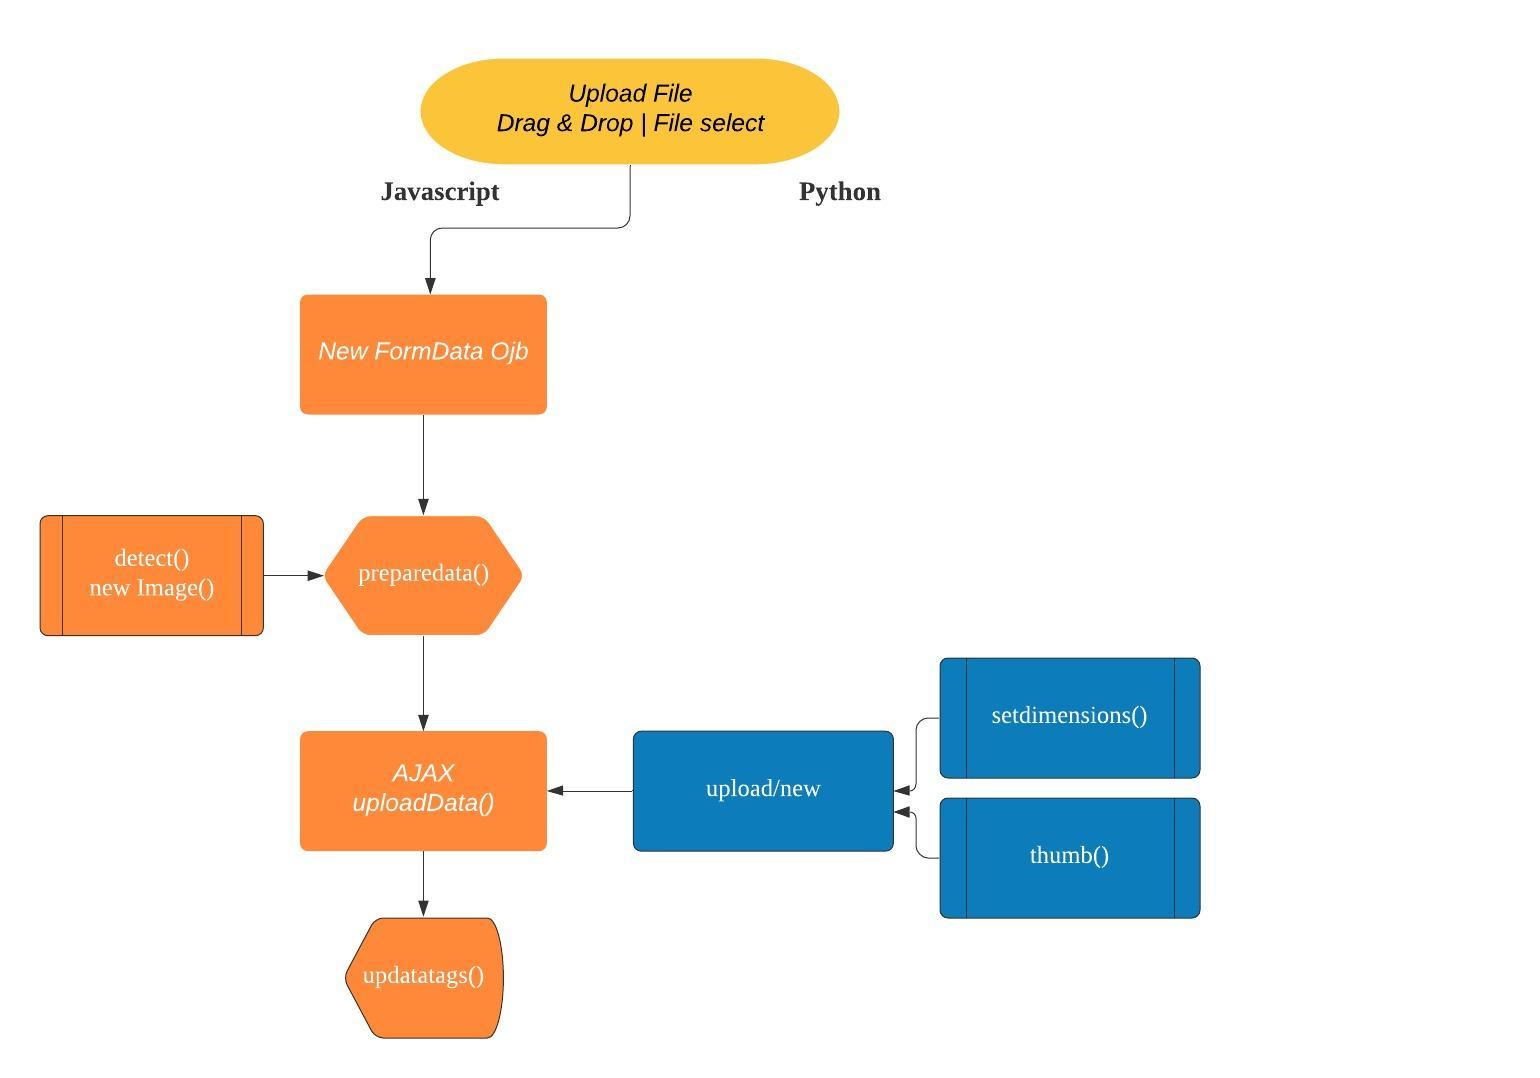 Upload File
Drag & Drop | File select
Javascript
Python
New FormData Ojb
detect()
new Image()
preparedata()
setdimensions()
AJAX
uploadData()
upload/new
thumb()
updatatags()